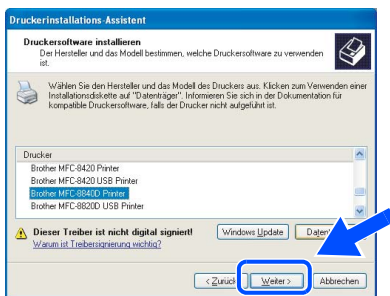 Druckerinstallations-Assistent
Druckersoftware installieren
Der Hersteller und das Modell bestimmen, welche Druckersoftware zu verwenden
ist.
Wählen Sie den Hersteller und das Modell des Druckers aus. Klicken zum Verwenden einer
Installationsdiskette auf "Datenträger". Informieren Sie sich in der Dokumentation für
kompatible Druckersoftware, falls der Drucker nicht aufgeführt ist.
Drucker
Brother MFC-8420 Printer
Brother MFC-8420 USB Printer
Brother MFC-8840D Printer
Brother MFC-8820D USB Printer
Dieser Treiber ist nicht digital signiert!
Windows Update
Warum ist Treibersignierung wichtig?
< Zurück
Weiter >
Abbrechen